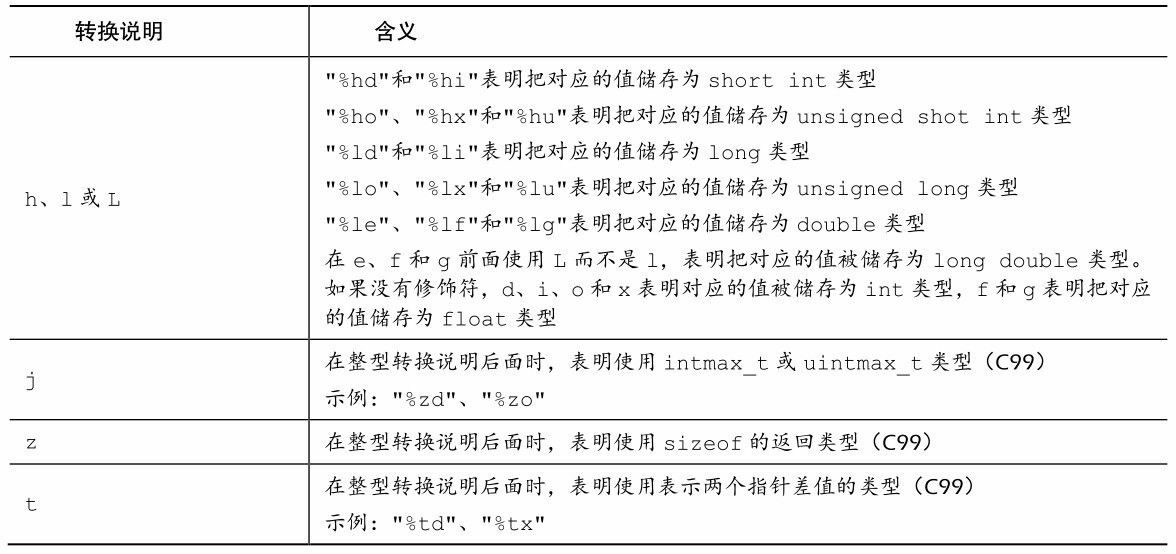 转换说明 含义
h、l 或 L
"%hd"和"%hi"表明把对应的值储存为 short int 类型
"%ho"、"%hx"和"%hu"表明把对应的值储存为 unsigned shot int 类型
"%ld"和"%li"表明把对应的值储存为 long 类型
"%lo"、"%lx"和"%lu"表明把对应的值储存为 unsigned long 类型
"%le"、"%lf"和"%lg"表明把对应的值储存为 double 类型
在 e、f 和 g 前面使用 L 而不是 l，表明把对应的值被储存为 long double 类型。
如果没有修饰符，d、i、o 和 x 表明对应的值被储存为 int 类型，f 和 g 表明把对应
的值储存为 float 类型
j
在整型转换说明后面时，表明使用 intmax_t 或 uintmax_t 类型（C99）
示例："%zd"、"%zo"
z 在整型转换说明后面时，表明使用 sizeof 的返回类型（C99）
t
在整型转换说明后面时，表明使用表示两个指针差值的类型（C99）
示例："%td"、"%tx"